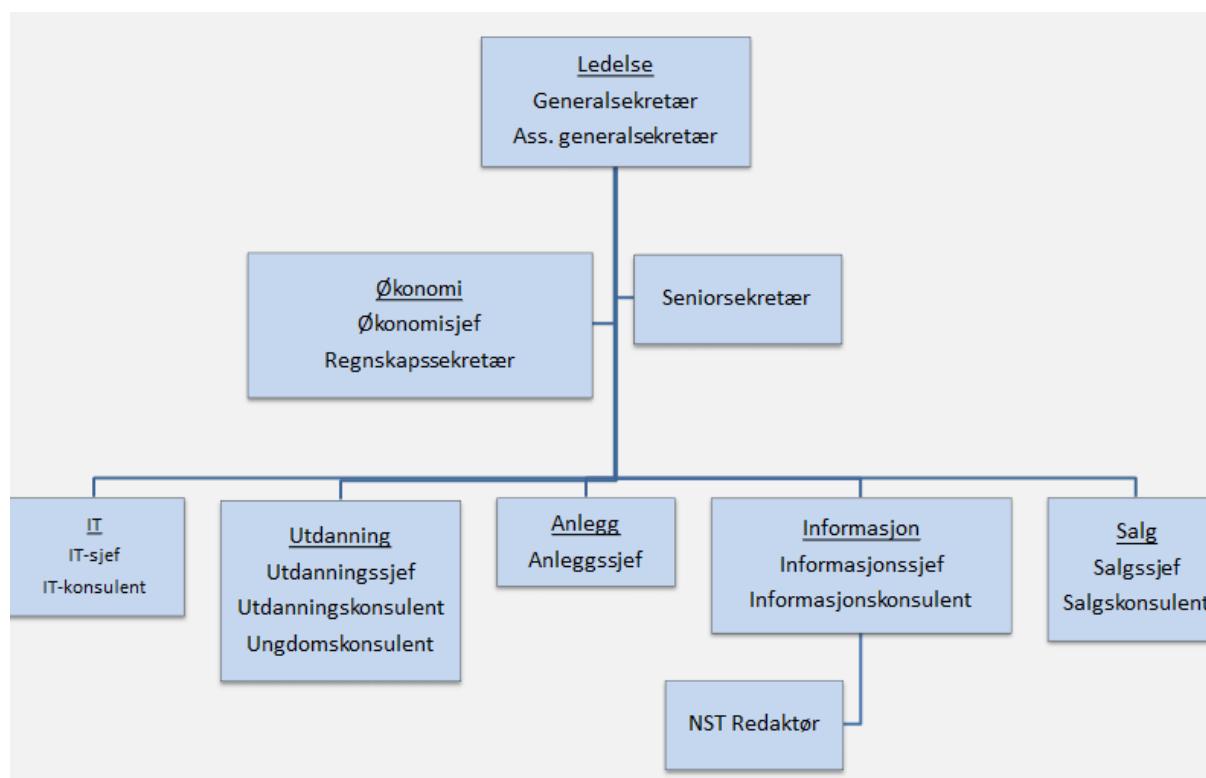 Ledelse
Generalsekretær
Ass. generalsekretær
Økonomi
Økonomisjef
Regnskapssekretær
Seniorsekretær
IT
IT-sjef
IT-konsulent
Utdanning
Utdanningssjef
Utdanningskonsulent
Ungdomskonsulent
Anlegg
Anleggssjef
Informasjon
Informasjonssjef
Informasjonskonsulent
NST Redaktør
Salg
Salgssjef
Salgskonsulent